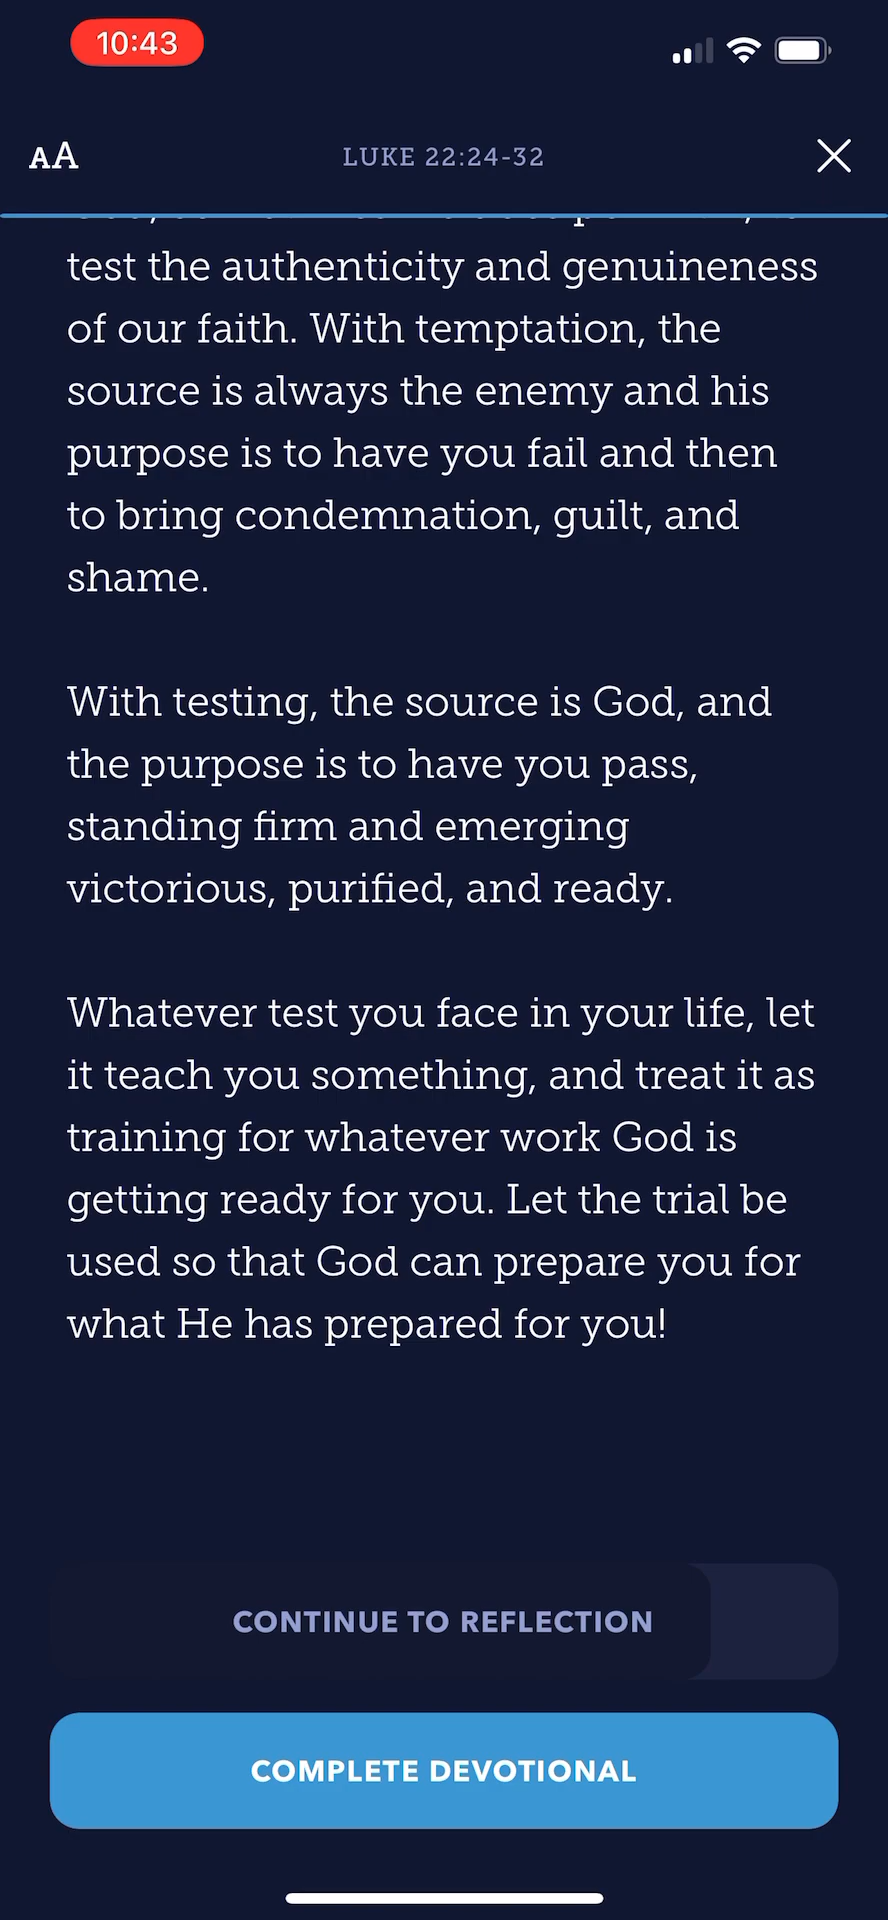 10:43
AA
LUKE 22:24-32
test the authenticity and genuineness
of our faith. With temptation, the
source is always the enemy and his
purpose is to have you fail and then
to bring condemnation, guilt, and
shame.
With testing, the source is God, and
the purpose is to have you pass,
standing firm and emerging
victorious, purified, and ready.
Whatever test you face in your life, let
it teach you something, and treat it as
training for whatever work God is
getting ready for you. Let the trial be
used so that God can prepare you for
what He has prepared for you!
CONTINUE TO REFLECTION
COMPLETE DEVOTIONAL